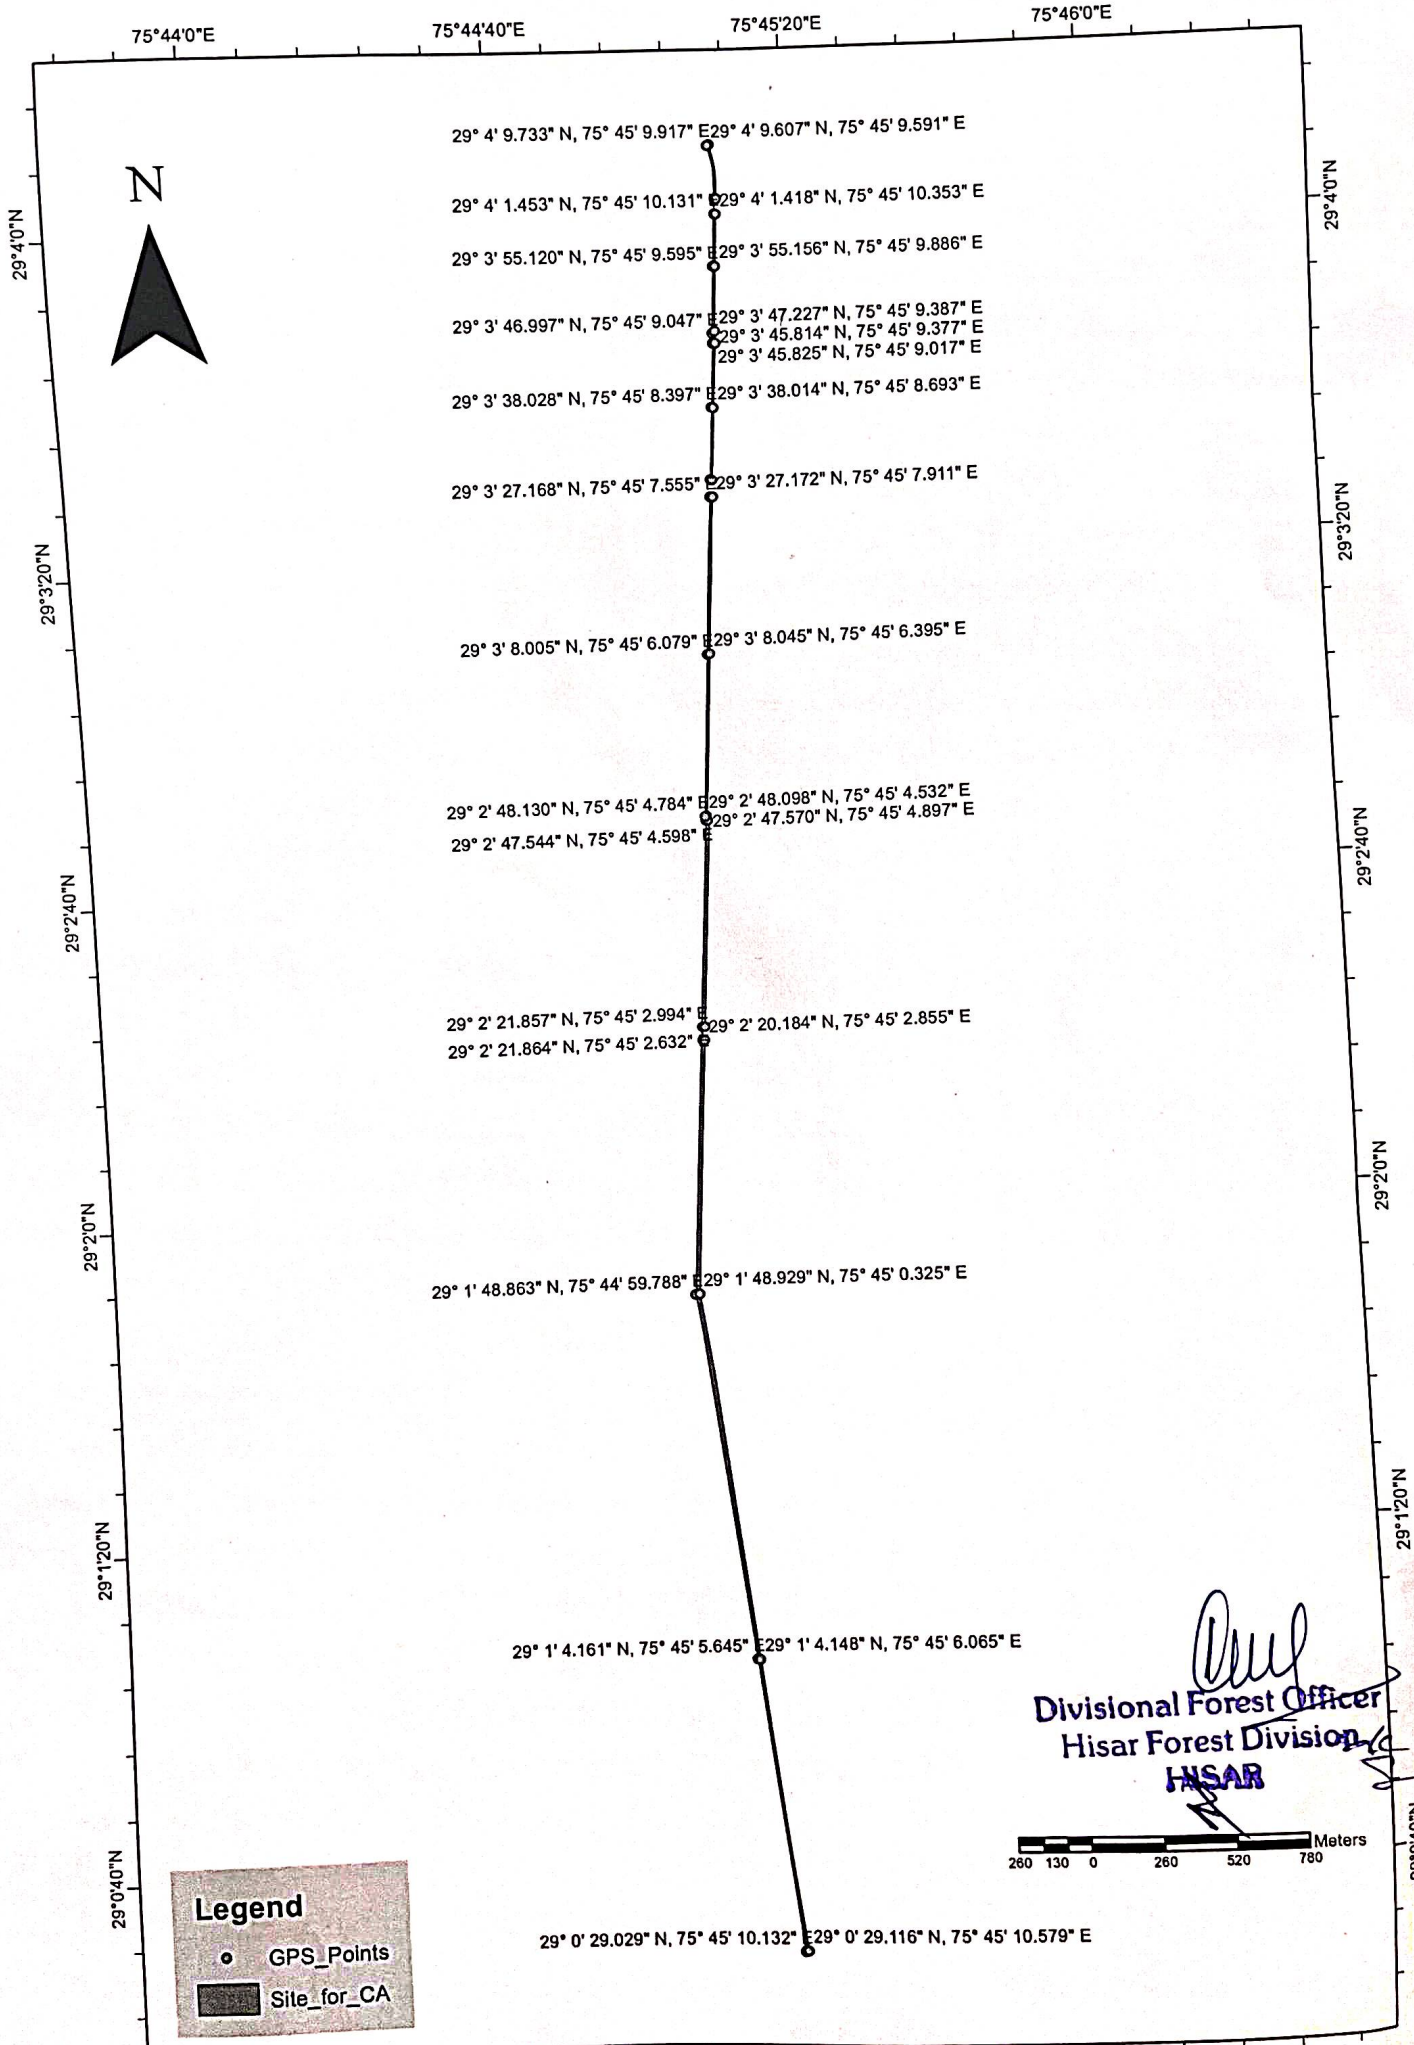 75°44'0"E 75°44'40"E 75°45'20"E 75°46'0"E
29° 4' 9.733" N, 75° 45' 9.917" E 29° 4' 9.607" N, 75° 45' 9.591" E
N
29° 4' 1.453" N, 75° 45' 10.131" E 29° 4' 1.418" N, 75° 45' 10.353" E
29°4'0"N 29°4'0"N
29° 3' 55.120" N, 75° 45' 9.595" E 29° 3' 55.156" N, 75° 45' 9.886" E
29° 3' 46.997" N, 75° 45' 9.047" E 29° 3' 47.227" N, 75° 45' 9.387" E
29° 3' 45.814" N, 75° 45' 9.377" E
29° 3' 45.825" N, 75° 45' 9.017" E
29° 3' 38.028" N, 75° 45' 8.397" E 29° 3' 38.014" N, 75° 45' 8.693" E
29° 3' 27.168" N, 75° 45' 7.555" E 29° 3' 27.172" N, 75° 45' 7.911" E
29°3'20"N 29°3'20"N
29° 3' 8.005" N, 75° 45' 6.079" E 29° 3' 8.045" N, 75° 45' 6.395" E
29° 2' 48.130" N, 75° 45' 4.784" E 29° 2' 48.098" N, 75° 45' 4.532" E
29° 2' 47.570" N, 75° 45' 4.897" E
29° 2' 47.544" N, 75° 45' 4.598" E
29°2'40"N 29°2'40"N
29° 2' 21.857" N, 75° 45' 2.994" E 29° 2' 20.184" N, 75° 45' 2.855" E
29° 2' 21.864" N, 75° 45' 2.632"
29°2'0"N 29°2'0"N
29° 1' 48.863" N, 75° 44' 59.788" E 29° 1' 48.929" N, 75° 45' 0.325" E
29°1'20"N 29°1'20"N
29° 1' 4.161" N, 75° 45' 5.645" E 29° 1' 4.148" N, 75° 45' 6.065" E
Divisional Forest Officer
Hisar Forest Division
HISAR
Meters
260 130 0 260 520 780
29°0'40"N
Legend
GPS_Points
Site_for_CA
29° 0' 29.029" N, 75° 45' 10.132" E 29° 0' 29.116" N, 75° 45' 10.579" E